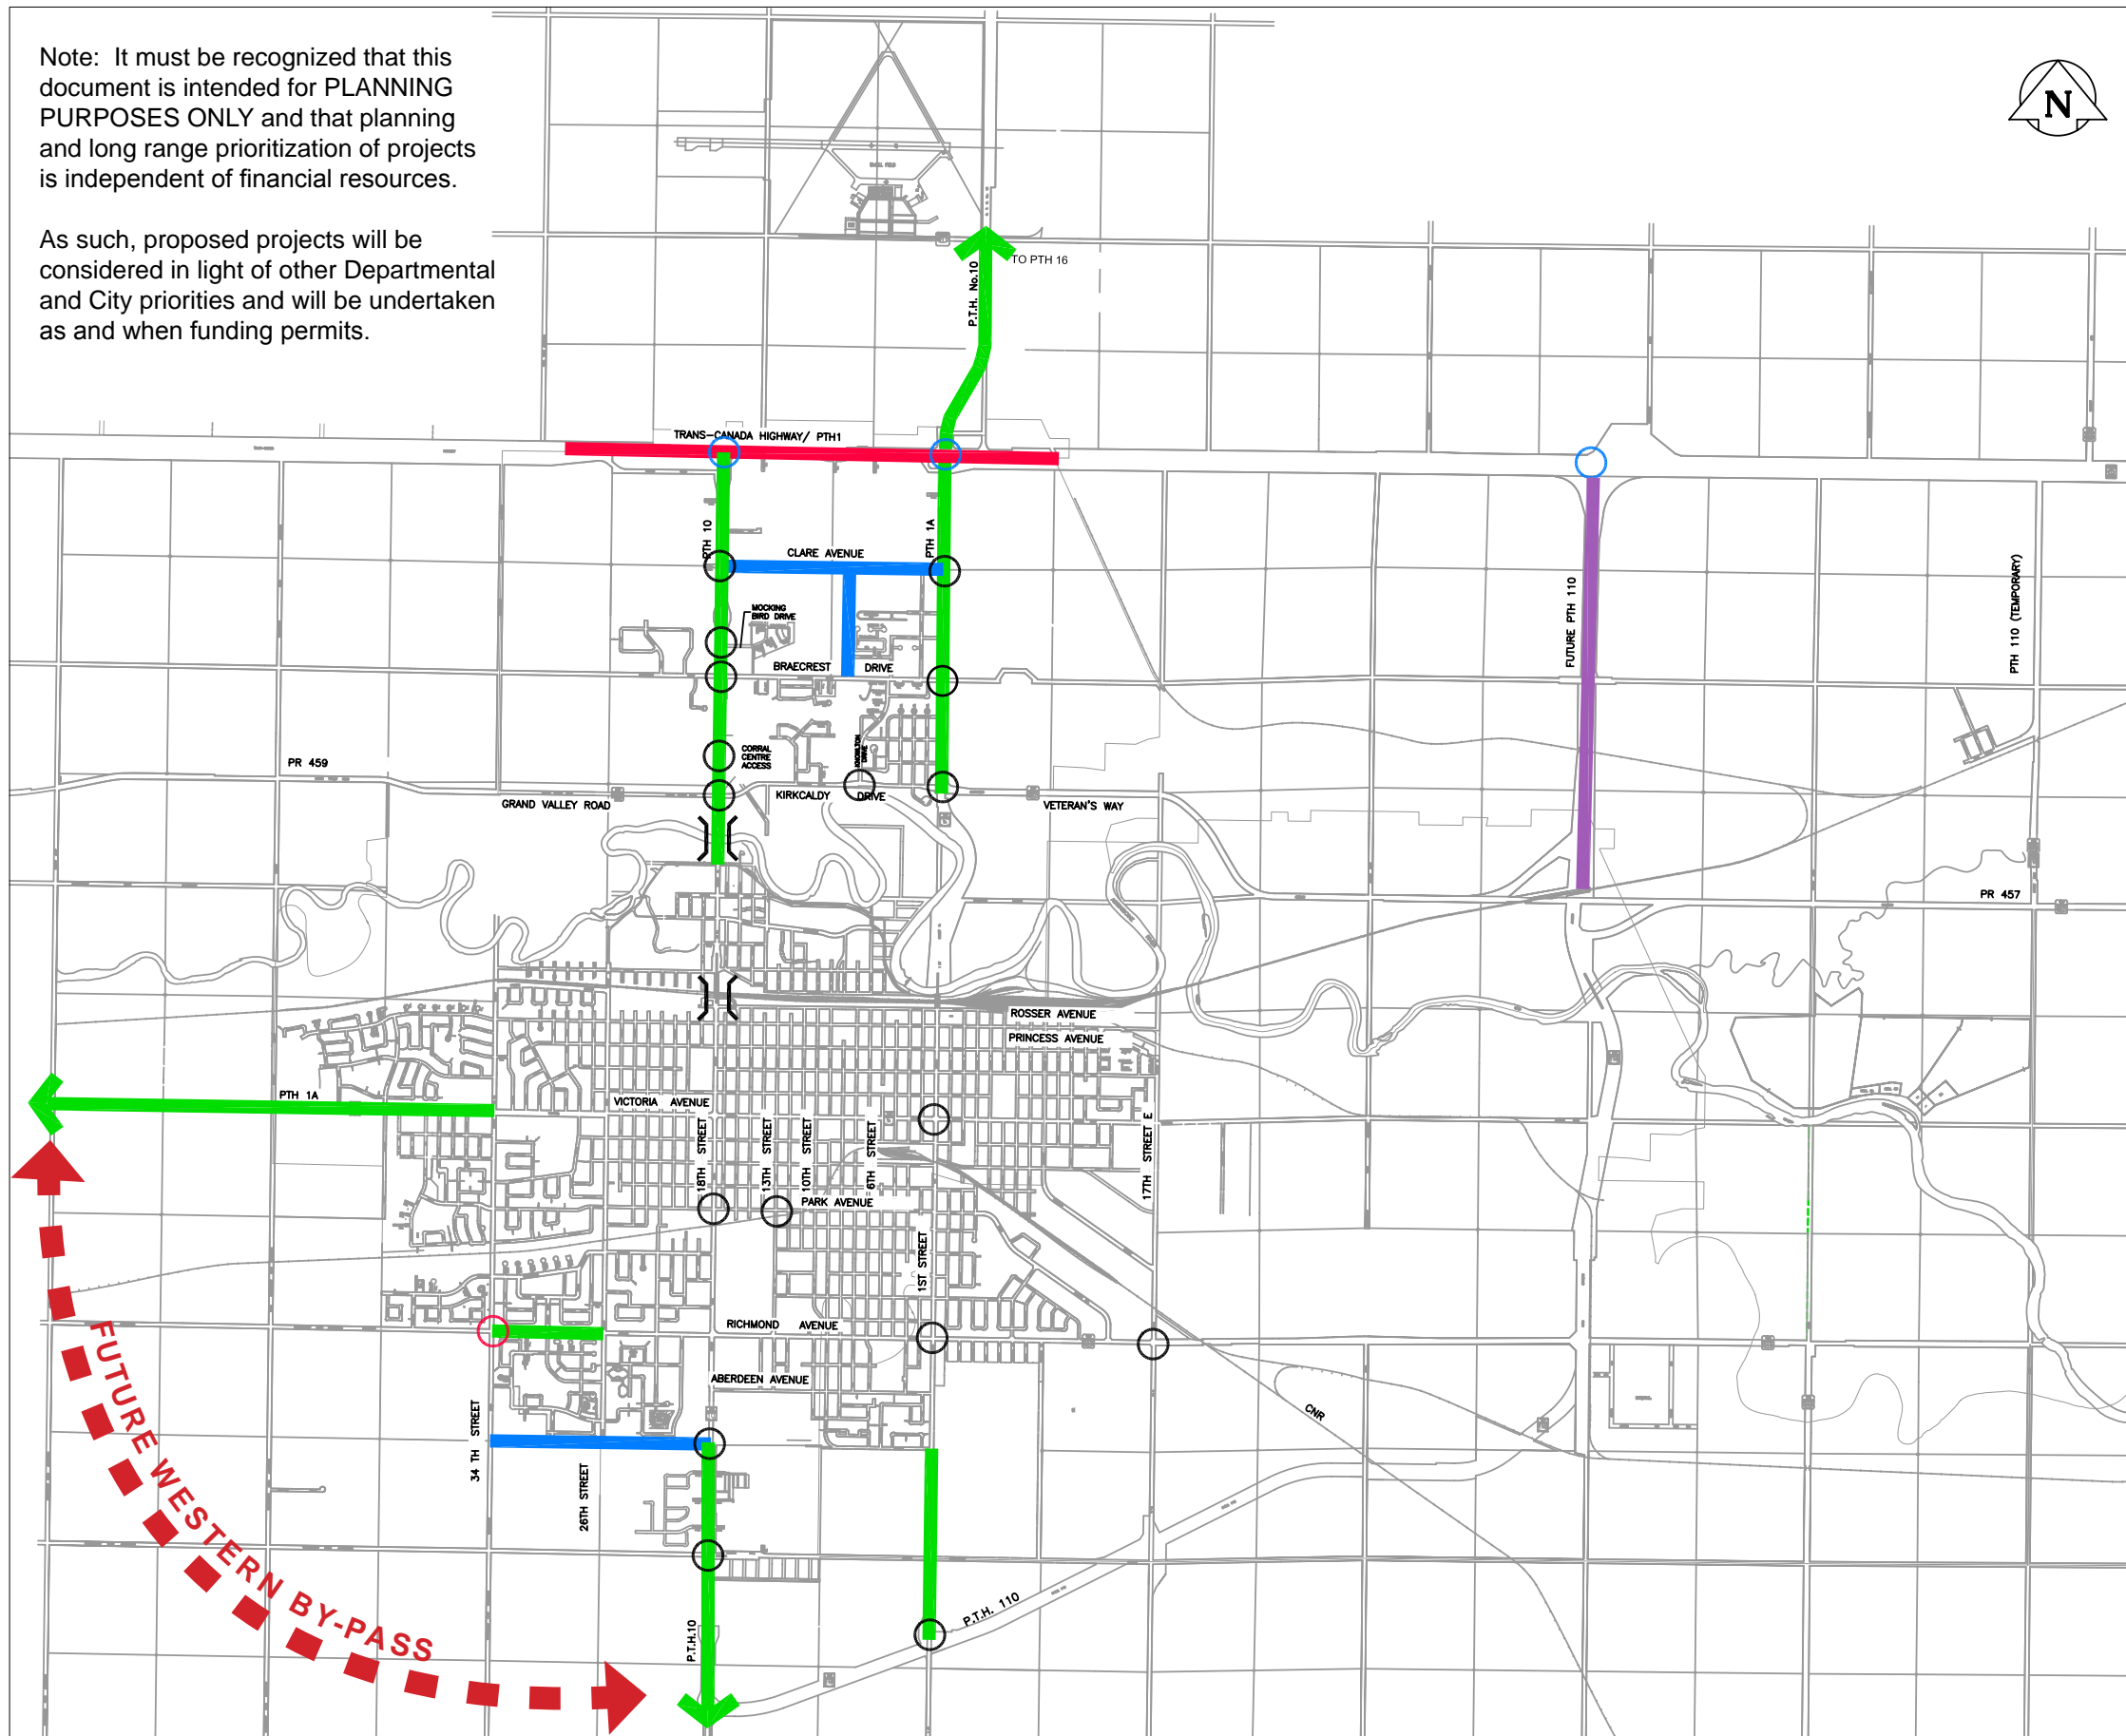 Note: It must be recognized that this
document is intended for PLANNING
PURPOSES ONLY and that planning
and long range prioritization of projects
is independent of financial resources.
As such, proposed projects will be
considered in light of other Departmental
and City priorities and will be undertaken
as and when funding permits.
N
TO PTH 16
P.T.H. No.10
TRANS-CANADA HIGHWAY/ PTH1
PTH 10
PTH 1A
CLARE AVENUE
MOCKING
BIRD DRIVE
BRAECREST DRIVE
FUTURE PTH 110
PTH 110 (TEMPORARY)
CORRAL
CENTRE
ACCESS
KNOWLTON
DRIVE
PR 459
GRAND VALLEY ROAD
KIRKCALDY DRIVE
VETERAN'S WAY
PR 457
ROSSER AVENUE
PRINCESS AVENUE
PTH 1A
VICTORIA AVENUE
18TH STREET
13TH STREET
10TH STREET
6TH STREET
17TH STREET E
PARK AVENUE
1ST STREET
RICHMOND AVENUE
ABERDEEN AVENUE
34 TH STREET
26TH STREET
CNR
P.T.H. 110
P.T.H.10
FUTURE WESTERN BY-PASS